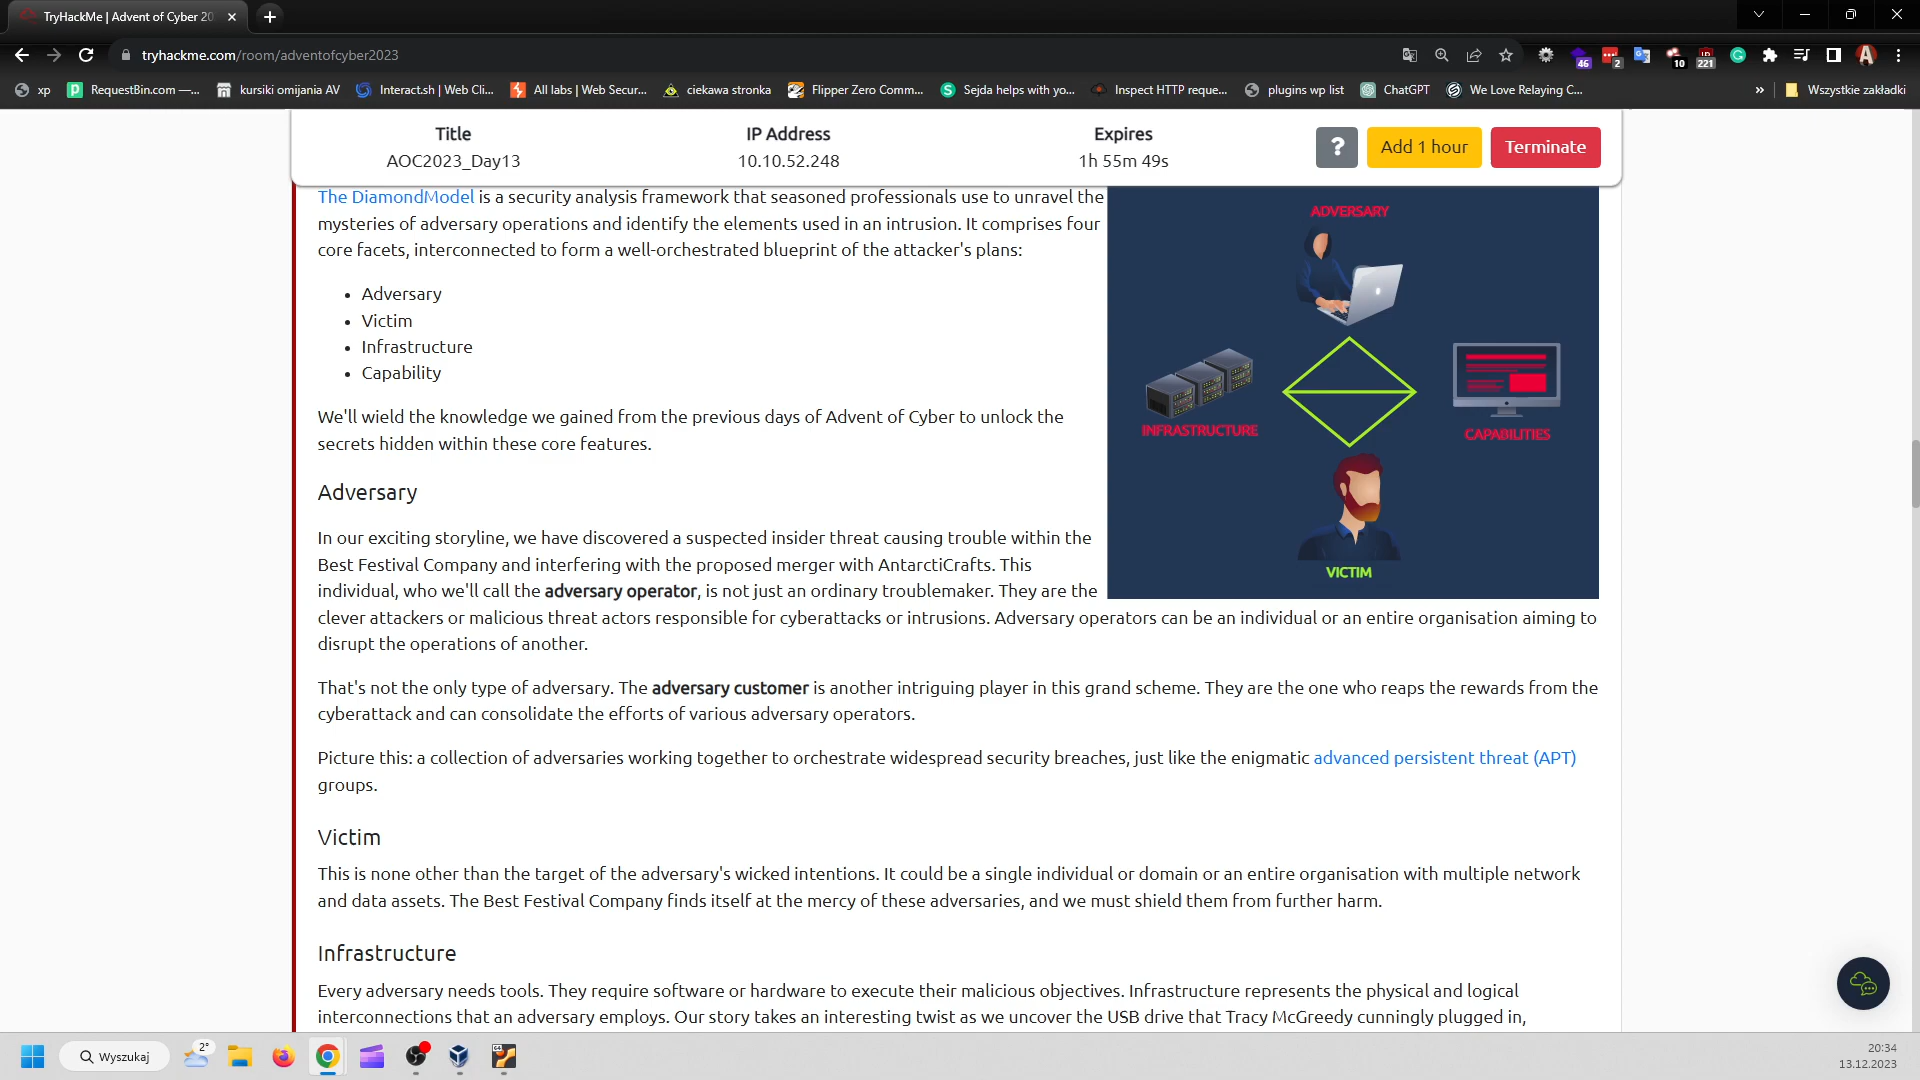 TryHackMe | Advent of Cyber 20
tryhackme.com/room/adventofcyber2023
46
2
10
221
xp
RequestBin.com —...
kursiki omijania AV
Interact.sh | Web Cli...
All labs | Web Secur...
ciekawa stronka
Flipper Zero Comm...
Sejda helps with yo...
Inspect HTTP reque...
plugins wp list
ChatGPT
We Love Relaying C...
»
Wszystkie zakładki
Title
IP Address
Expires
AOC2023_Day13
10.10.52.248
1h 55m 49s
?
Add 1 hour
Terminate
The DiamondModel is a security analysis framework that seasoned professionals use to unravel the
mysteries of adversary operations and identify the elements used in an intrusion. It comprises four
core facets, interconnected to form a well-orchestrated blueprint of the attacker's plans:
• Adversary
• Victim
• Infrastructure
• Capability
We'll wield the knowledge we gained from the previous days of Advent of Cyber to unlock the
secrets hidden within these core features.
ADVERSARY
INFRASTRUCTURE
CAPABILITIES
VICTIM
Adversary
In our exciting storyline, we have discovered a suspected insider threat causing trouble within the
Best Festival Company and interfering with the proposed merger with AntarctiCrafts. This
individual, who we'll call the adversary operator, is not just an ordinary troublemaker. They are the
clever attackers or malicious threat actors responsible for cyberattacks or intrusions. Adversary operators can be an individual or an entire organisation aiming to
disrupt the operations of another.
That's not the only type of adversary. The adversary customer is another intriguing player in this grand scheme. They are the one who reaps the rewards from the
cyberattack and can consolidate the efforts of various adversary operators.
Picture this: a collection of adversaries working together to orchestrate widespread security breaches, just like the enigmatic advanced persistent threat (APT)
groups.
Victim
This is none other than the target of the adversary's wicked intentions. It could be a single individual or domain or an entire organisation with multiple network
and data assets. The Best Festival Company finds itself at the mercy of these adversaries, and we must shield them from further harm.
Infrastructure
Every adversary needs tools. They require software or hardware to execute their malicious objectives. Infrastructure represents the physical and logical
interconnections that an adversary employs. Our story takes an interesting twist as we uncover the USB drive that Tracy McGreedy cunningly plugged in,
Wyszukaj
2°
64
20:34
13.12.2023